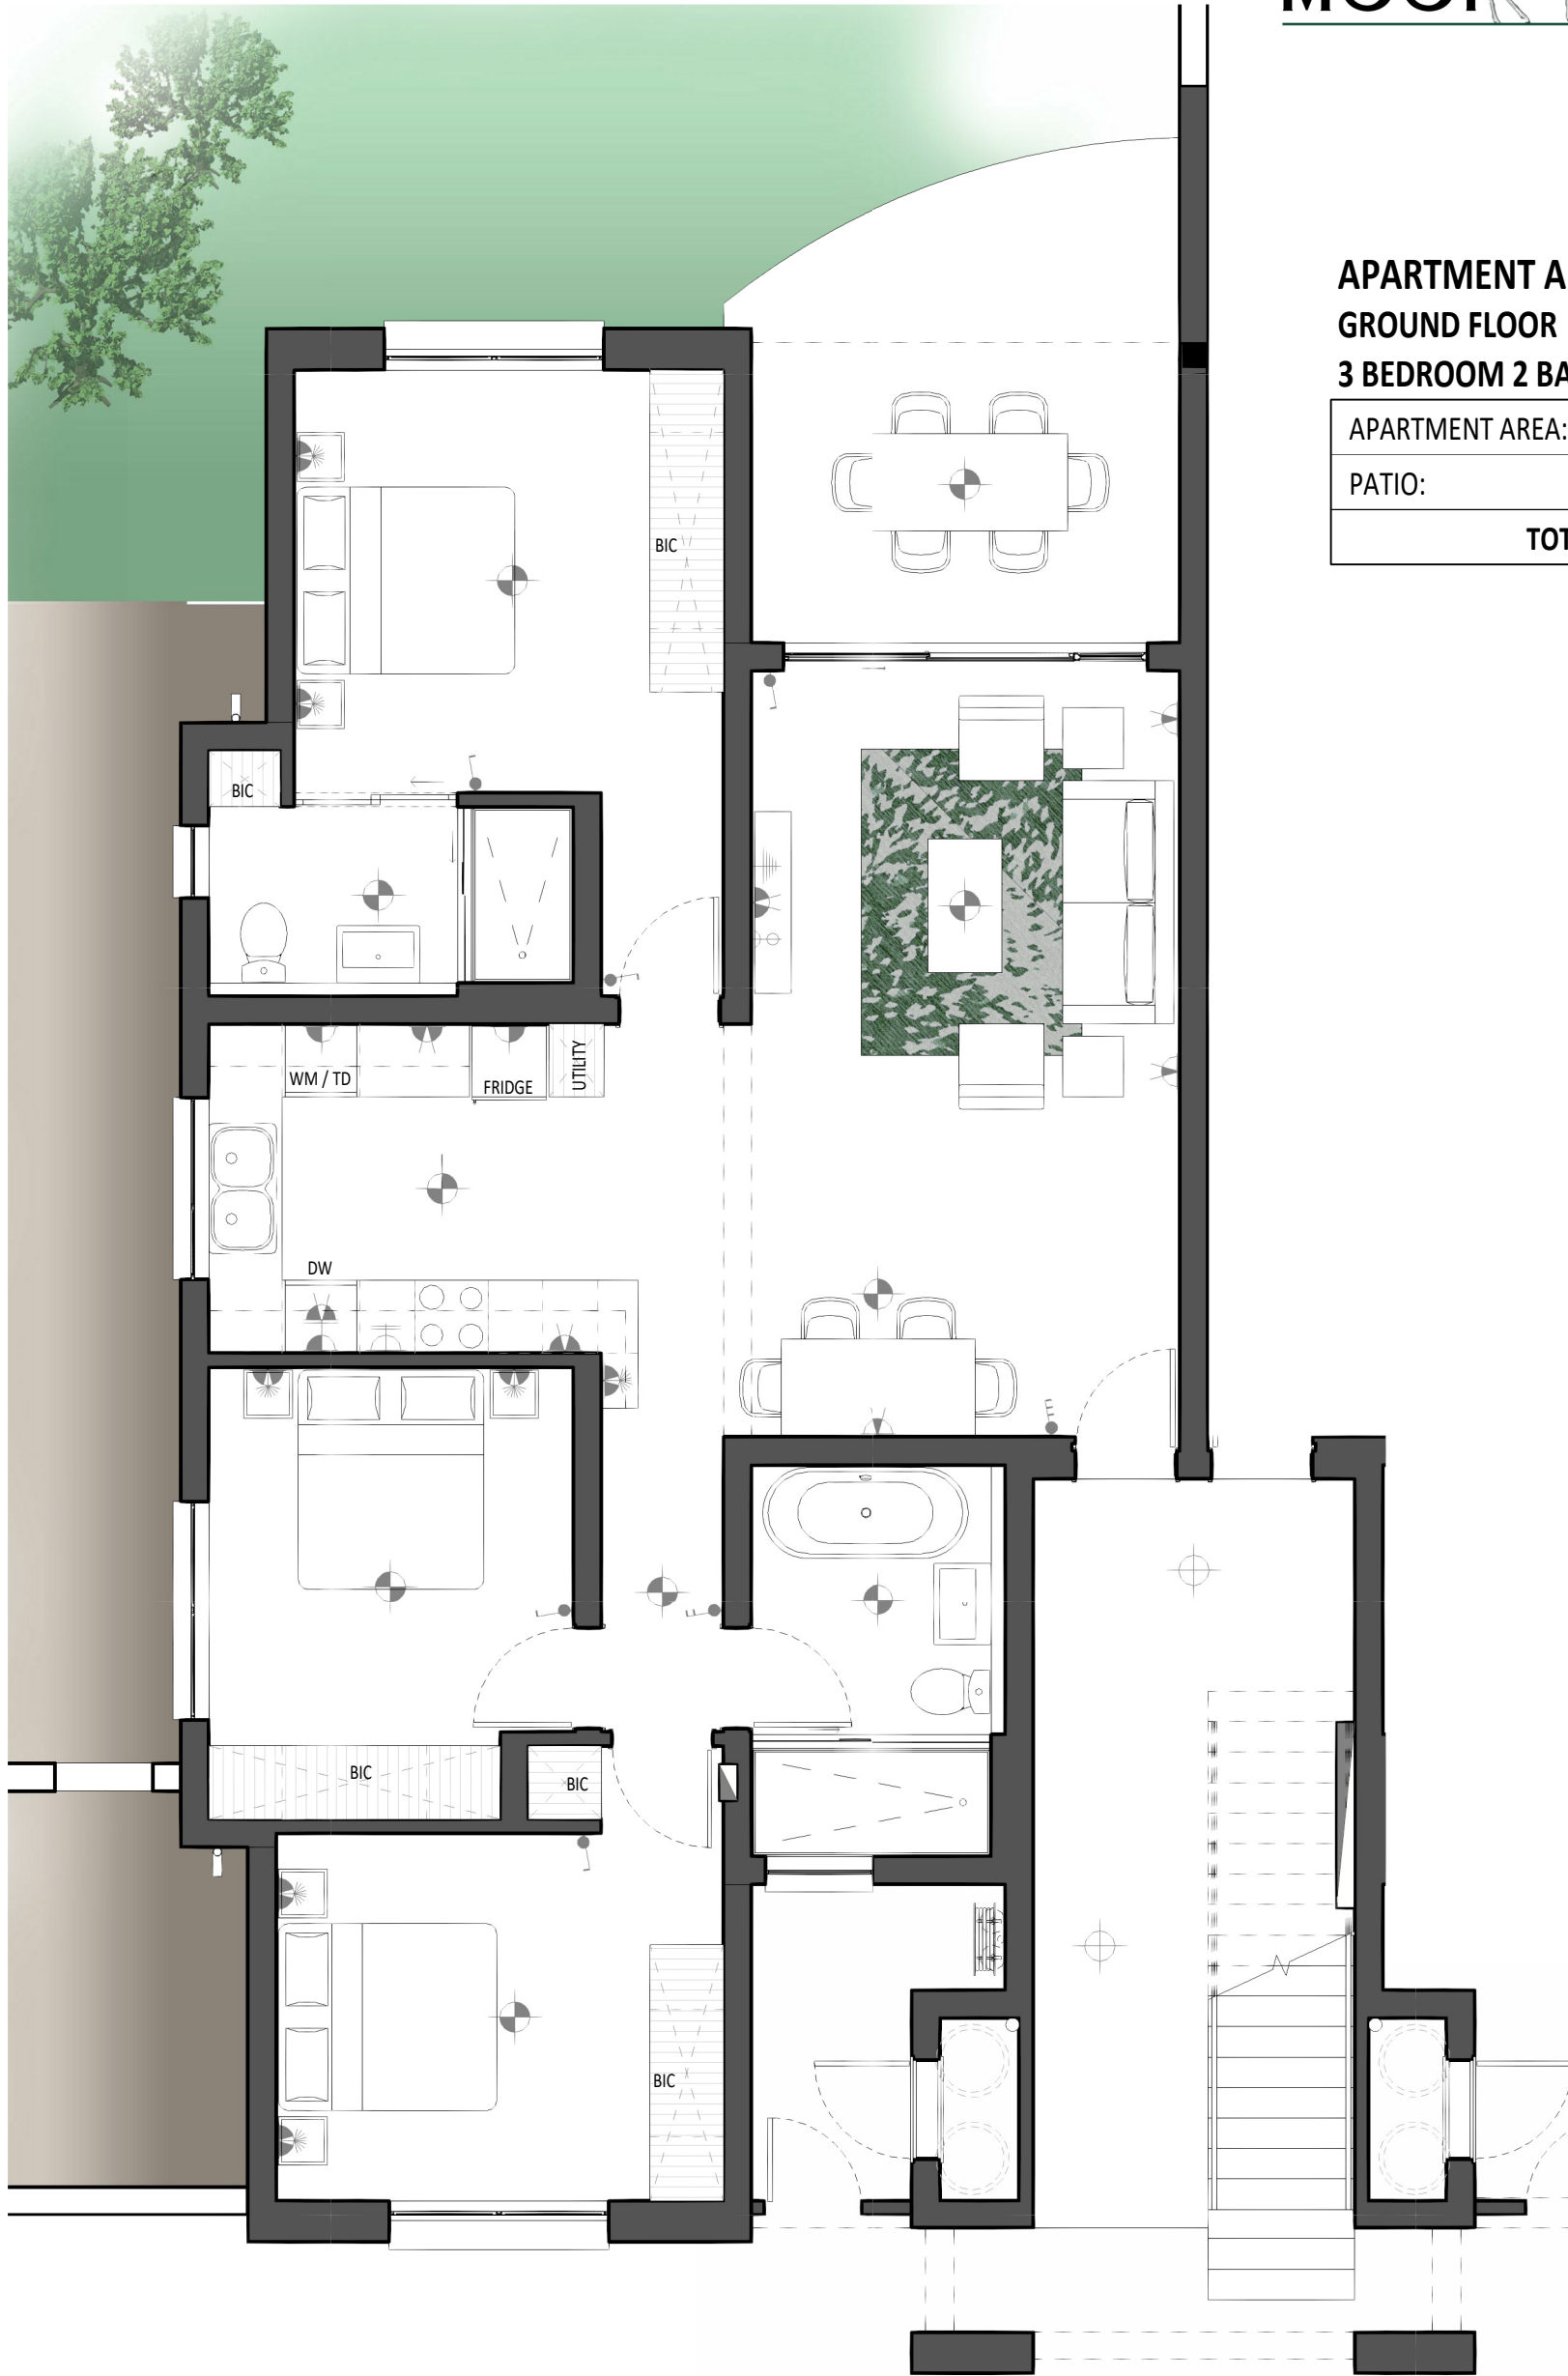 APARTMENT A
GROUND FLOOR
3 BEDROOM 2 BA
APARTMENT AREA:
PATIO:
TOT
BIC
BIC
WM / TD
FRIDGE
UTILITY
DW
BIC
BIC
BIC